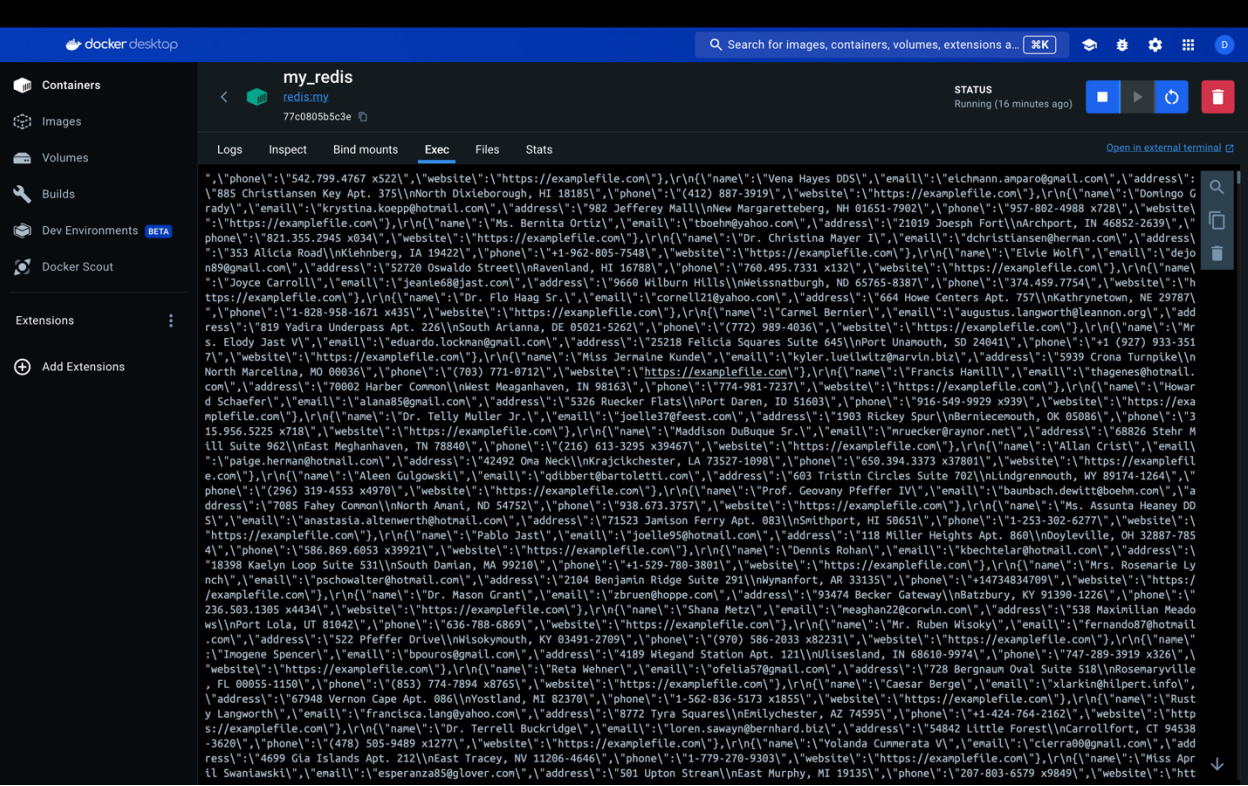 docker desktop
Search for images, containers, volumes, extensions a... ⌘K
D
Containers
Images
Volumes
Builds
Dev Environments BETA
Docker Scout
Extensions
Add Extensions
my_redis
redis:my
77c0805b5c3e
STATUS
Running (16 minutes ago)
Logs Inspect Bind mounts Exec Files Stats
Open in external terminal
",\"phone\":\"542.799.4767 x522\",\"website\":\"https://examplefile.com\"},\r\n{\"name\":\"Vena Hayes DDS\",\"email\":\"eichmann.amparo@gmail.com\",\"address\":
\"885 Christiansen Key Apt. 375\\nNorth Dixieborough, HI 18185\",\"phone\":\"(412) 887-3919\",\"website\":\"https://examplefile.com\"},\r\n{\"name\":\"Domingo G
rady\",\"email\":\"krystina.koepp@hotmail.com\",\"address\":\"982 Jefferey Mall\\nNew Margaretteberg, NH 01651-7902\",\"phone\":\"957-802-4988 x728\",\"website\
":\"https://examplefile.com\"},\r\n{\"name\":\"Ms. Bernita Ortiz\",\"email\":\"tboehm@yahoo.com\",\"address\":\"21019 Joesph Fort\\nArchport, IN 46852-2639\",\"
phone\":\"821.355.2945 x034\",\"website\":\"https://examplefile.com\"},\r\n{\"name\":\"Dr. Christina Mayer I\",\"email\":\"dchristiansen@herman.com\",\"address\
":\"353 Alicia Road\\nKiehnberg, IA 19422\",\"phone\":\"+1-962-805-7548\",\"website\":\"https://examplefile.com\"},\r\n{\"name\":\"Elvie Wolf\",\"email\":\"dejo
n89@gmail.com\",\"address\":\"52720 Oswaldo Street\\nRavenland, HI 16788\",\"phone\":\"760.495.7331 x132\",\"website\":\"https://examplefile.com\"},\r\n{\"name\
":\"Joyce Carroll\",\"email\":\"jeanie68@jast.com\",\"address\":\"9660 Wilburn Hills\\nWeissnatburgh, ND 65765-8387\",\"phone\":\"374.459.7754\",\"website\":\"h
ttps://examplefile.com\"},\r\n{\"name\":\"Dr. Flo Haag Sr.\",\"email\":\"cornell21@yahoo.com\",\"address\":\"664 Howe Centers Apt. 757\\nKathrynetown, NE 29787\
",\"phone\":\"1-828-958-1671 x435\",\"website\":\"https://examplefile.com\"},\r\n{\"name\":\"Carmel Bernier\",\"email\":\"augustus.langworth@leannon.org\",\"add
ress\":\"819 Yadira Underpass Apt. 226\\nSouth Arianna, DE 05021-5262\",\"phone\":\"(772) 989-4036\",\"website\":\"https://examplefile.com\"},\r\n{\"name\":\"Mr
s. Elody Jast V\",\"email\":\"eduardo.lockman@gmail.com\",\"address\":\"25218 Felicia Squares Suite 645\\nPort Unamouth, SD 24041\",\"phone\":\"+1 (927) 933-351
7\",\"website\":\"https://examplefile.com\"},\r\n{\"name\":\"Miss Jermaine Kunde\",\"email\":\"kyler.lueilwitz@marvin.biz\",\"address\":\"5939 Crona Turnpike\\n
North Marcelina, MO 00036\",\"phone\":\"(703) 771-0712\",\"website\":\"https://examplefile.com\"},\r\n{\"name\":\"Francis Hamill\",\"email\":\"thagenes@hotmail.
com\",\"address\":\"70002 Harber Common\\nWest Meaganhaven, IN 98163\",\"phone\":\"774-981-7237\",\"website\":\"https://examplefile.com\"},\r\n{\"name\":\"Howar
d Schaefer\",\"email\":\"alana85@gmail.com\",\"address\":\"5326 Ruecker Flats\\nPort Daren, ID 51603\",\"phone\":\"916-549-9929 x939\",\"website\":\"https://exa
mplefile.com\"},\r\n{\"name\":\"Dr. Telly Muller Jr.\",\"email\":\"joelle37@feest.com\",\"address\":\"1903 Rickey Spur\\nBerniecemouth, OK 05086\",\"phone\":\"3
15.956.5225 x718\",\"website\":\"https://examplefile.com\"},\r\n{\"name\":\"Maddison DuBuque Sr.\",\"email\":\"mruecker@raynor.net\",\"address\":\"68826 Stehr M
ill Suite 962\\nEast Meghanhaven, TN 78840\",\"phone\":\"(216) 613-3295 x39467\",\"website\":\"https://examplefile.com\"},\r\n{\"name\":\"Allan Crist\",\"email\
":\"paige.herman@hotmail.com\",\"address\":\"42492 Oma Neck\\nKrajcikchester, LA 73527-1098\",\"phone\":\"650.394.3373 x37801\",\"website\":\"https://examplefil
e.com\"},\r\n{\"name\":\"Aleen Gulgowski\",\"email\":\"qdibbert@bartoletti.com\",\"address\":\"603 Tristin Circles Suite 702\\nLindgrenmouth, WY 89174-1264\",\"
phone\":\"(296) 319-4553 x4970\",\"website\":\"https://examplefile.com\"},\r\n{\"name\":\"Prof. Geovany Pfeffer IV\",\"email\":\"baumbach.dewitt@boehm.com\",\"a
ddress\":\"7085 Fahey Common\\nNorth Amani, ND 54752\",\"phone\":\"938.673.3757\",\"website\":\"https://examplefile.com\"},\r\n{\"name\":\"Ms. Assunta Heaney DD
S\",\"email\":\"anastasia.altenwerth@hotmail.com\",\"address\":\"71523 Jamison Ferry Apt. 083\\nSmithport, HI 50651\",\"phone\":\"1-253-302-6277\",\"website\":\
"https://examplefile.com\"},\r\n{\"name\":\"Pablo Jast\",\"email\":\"joelle95@hotmail.com\",\"address\":\"118 Miller Heights Apt. 860\\nDoyleville, OH 32887-785
4\",\"phone\":\"586.869.6053 x39921\",\"website\":\"https://examplefile.com\"},\r\n{\"name\":\"Dennis Rohan\",\"email\":\"kbechtelar@hotmail.com\",\"address\":\
"18398 Kaelyn Loop Suite 531\\nSouth Damian, MA 99210\",\"phone\":\"+1-529-780-3801\",\"website\":\"https://examplefile.com\"},\r\n{\"name\":\"Mrs. Rosemarie Ly
nch\",\"email\":\"pschowalter@hotmail.com\",\"address\":\"2104 Benjamin Ridge Suite 291\\nWymanfort, AR 33135\",\"phone\":\"+14734834709\",\"website\":\"https:/
/examplefile.com\"},\r\n{\"name\":\"Dr. Mason Grant\",\"email\":\"zbruen@hoppe.com\",\"address\":\"93474 Becker Gateway\\nBatzbury, KY 91390-1226\",\"phone\":\"
236.503.1305 x4434\",\"website\":\"https://examplefile.com\"},\r\n{\"name\":\"Shana Metz\",\"email\":\"meaghan22@corwin.com\",\"address\":\"538 Maximilian Meado
ws\\nPort Lola, UT 81042\",\"phone\":\"636-788-6869\",\"website\":\"https://examplefile.com\"},\r\n{\"name\":\"Mr. Ruben Wisoky\",\"email\":\"fernando87@hotmail
.com\",\"address\":\"522 Pfeffer Drive\\nWisokymouth, KY 03491-2709\",\"phone\":\"(970) 586-2033 x82231\",\"website\":\"https://examplefile.com\"},\r\n{\"name\"
:\"Imogene Spencer\",\"email\":\"bpouros@gmail.com\",\"address\":\"4189 Wiegand Station Apt. 121\\nUlisesland, IN 68610-9974\",\"phone\":\"747-289-3919 x326\",\
"website\":\"https://examplefile.com\"},\r\n{\"name\":\"Reta Wehner\",\"email\":\"ofelia57@gmail.com\",\"address\":\"728 Bergnaum Oval Suite 518\\nRosemaryville
, FL 00055-1150\",\"phone\":\"(853) 774-7894 x8765\",\"website\":\"https://examplefile.com\"},\r\n{\"name\":\"Caesar Berge\",\"email\":\"xlarkin@hilpert.info\",
\"address\":\"67948 Vernon Cape Apt. 086\\nYostland, MI 82370\",\"phone\":\"1-562-836-5173 x1855\",\"website\":\"https://examplefile.com\"},\r\n{\"name\":\"Rust
y Langworth\",\"email\":\"francisca.lang@yahoo.com\",\"address\":\"8772 Tyra Squares\\nEmilychester, AZ 74595\",\"phone\":\"+1-424-764-2162\",\"website\":\"http
s://examplefile.com\"},\r\n{\"name\":\"Dr. Terrell Buckridge\",\"email\":\"loren.sawayn@bernhard.biz\",\"address\":\"54842 Little Forest\\nCarrollfort, CT 94538
-3620\",\"phone\":\"(478) 505-9489 x1277\",\"website\":\"https://examplefile.com\"},\r\n{\"name\":\"Yolanda Cummerata V\",\"email\":\"cierra00@gmail.com\",\"add
ress\":\"4699 Gia Islands Apt. 212\\nEast Tracey, NV 11206-4646\",\"phone\":\"1-779-270-9303\",\"website\":\"https://examplefile.com\"},\r\n{\"name\":\"Miss Apr
il Swaniawski\",\"email\":\"esperanza85@glover.com\",\"address\":\"501 Upton Stream\\nEast Murphy, MI 19135\",\"phone\":\"207-803-6579 x9849\",\"website\":\"htt